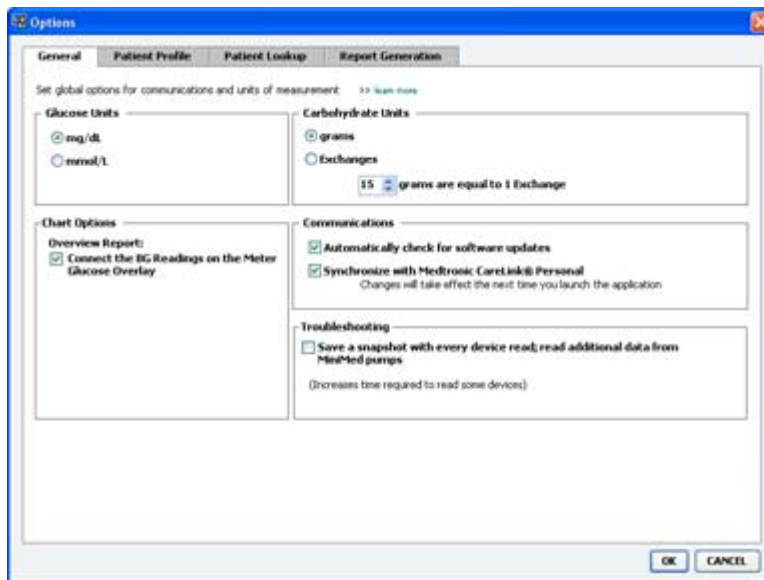 Options
General Patient Profile Patient Lookup Report Generation
Set global options for communications and units of measurement >> learn more
Glucose Units
mg/dL
mmol/L
Carbohydrate Units
grams
Exchanges
15 grams are equal to 1 Exchange
Chart Options
Overview Report:
Connect the BG Readings on the Meter
Glucose Overlay
Communications
Automatically check for software updates
Synchronize with Medtronic CareLink® Personal
Changes will take effect the next time you launch the application
Troubleshooting
Save a snapshot with every device read; read additional data from
MiniMed pumps
(Increases time required to read some devices)
OK CANCEL